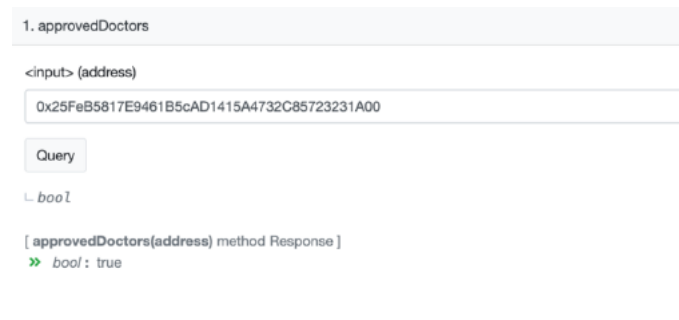 1. approvedDoctors
<input> (address)
0x25FeB5817E9461B5cAD1415A4732C85723231A00
Query
∟ bool
[ approvedDoctors(address) method Response ]
» bool : true